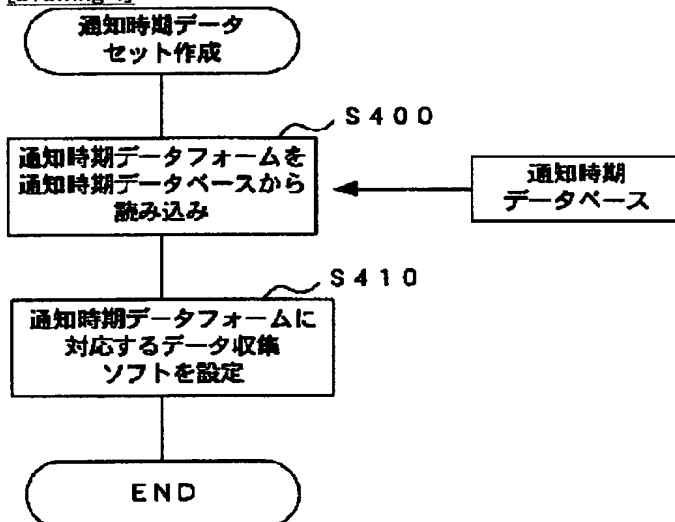 通知時期データ
セット作成
S400
通知時期データフォームを
通知時期データベースから
読み込み
通知時期
データベース
S410
通知時期データフォームに
対応するデータ収集
ソフトを設定
END